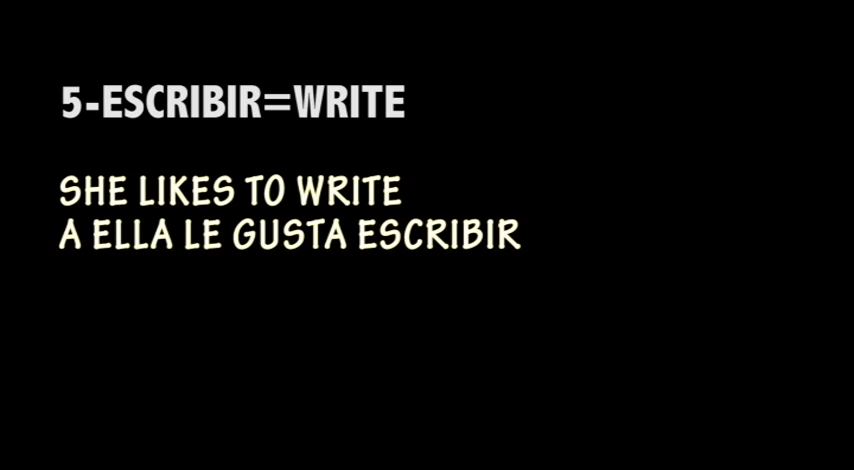 5-ESCRIBIR=WRITE
SHE LIKES TO WRITE
A ELLA LE GUSTA ESCRIBIR